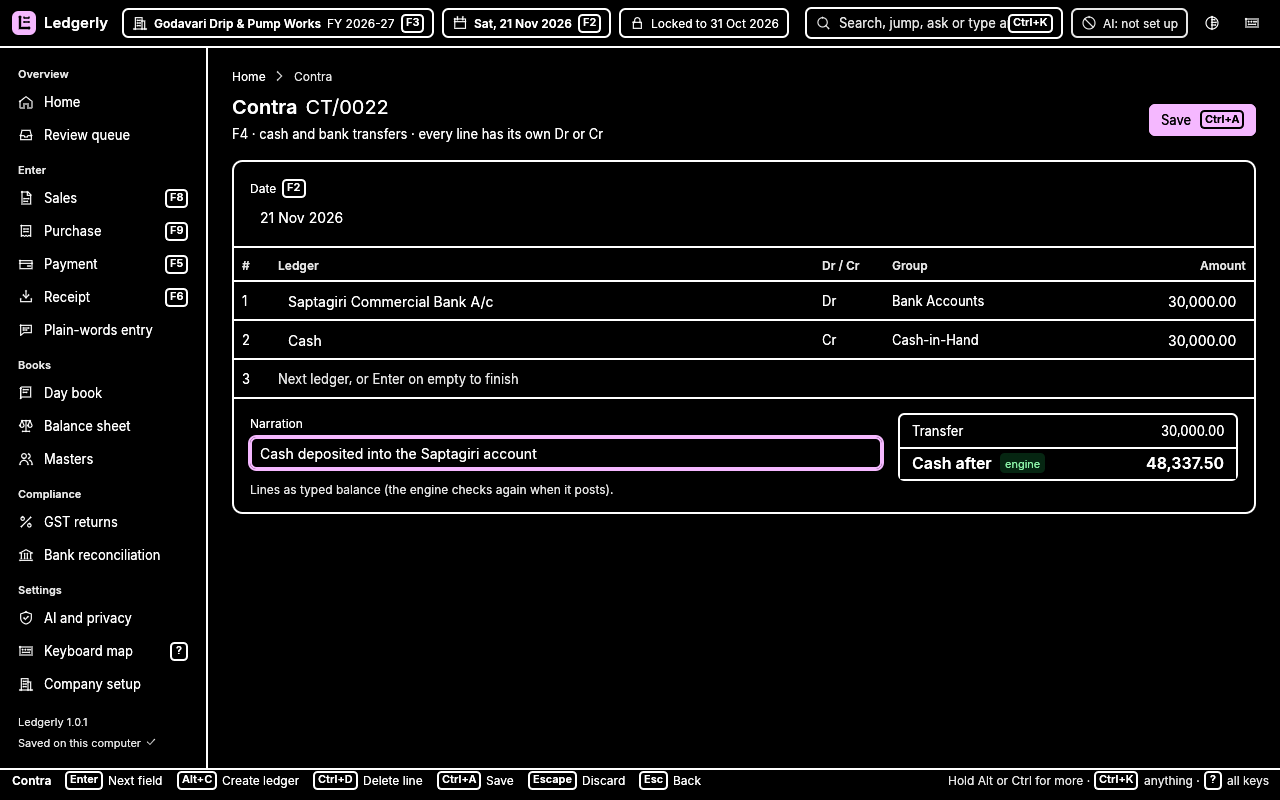 Ledgerly
Godavari Drip & Pump Works FY 2026-27 F3
Sat, 21 Nov 2026 F2
Locked to 31 Oct 2026
Search, jump, ask or type a Ctrl+K
AI: not set up
Overview
Home
Review queue
Enter
Sales F8
Purchase F9
Payment F5
Receipt F6
Plain-words entry
Books
Day book
Balance sheet
Masters
Compliance
GST returns
Bank reconciliation
Settings
AI and privacy
Keyboard map ?
Company setup
Ledgerly 1.0.1
Saved on this computer
Home Contra
Contra CT/0022
F4 · cash and bank transfers · every line has its own Dr or Cr
Save Ctrl+A
Date F2
21 Nov 2026
# Ledger Dr / Cr Group Amount
1 Saptagiri Commercial Bank A/c Dr Bank Accounts 30,000.00
2 Cash Cr Cash-in-Hand 30,000.00
3 Next ledger, or Enter on empty to finish
Narration
Cash deposited into the Saptagiri account
Lines as typed balance (the engine checks again when it posts).
Transfer 30,000.00
Cash after engine 48,337.50
Contra Enter Next field Alt+C Create ledger Ctrl+D Delete line Ctrl+A Save Escape Discard Esc Back
Hold Alt or Ctrl for more · Ctrl+K anything · ? all keys